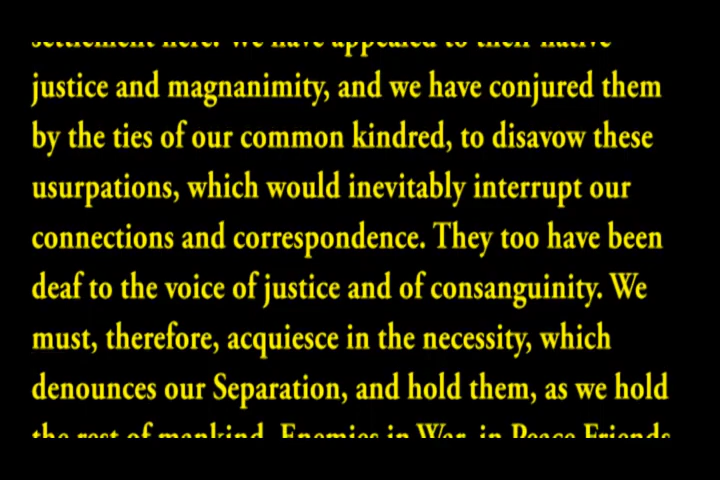 settlement here. We have appealed to their native
justice and magnanimity, and we have conjured them
by the ties of our common kindred, to disavow these
usurpations, which would inevitably interrupt our
connections and correspondence. They too have been
deaf to the voice of justice and of consanguinity. We
must, therefore, acquiesce in the necessity, which
denounces our Separation, and hold them, as we hold
the rest of mankind, Enemies in War, in Peace Friends